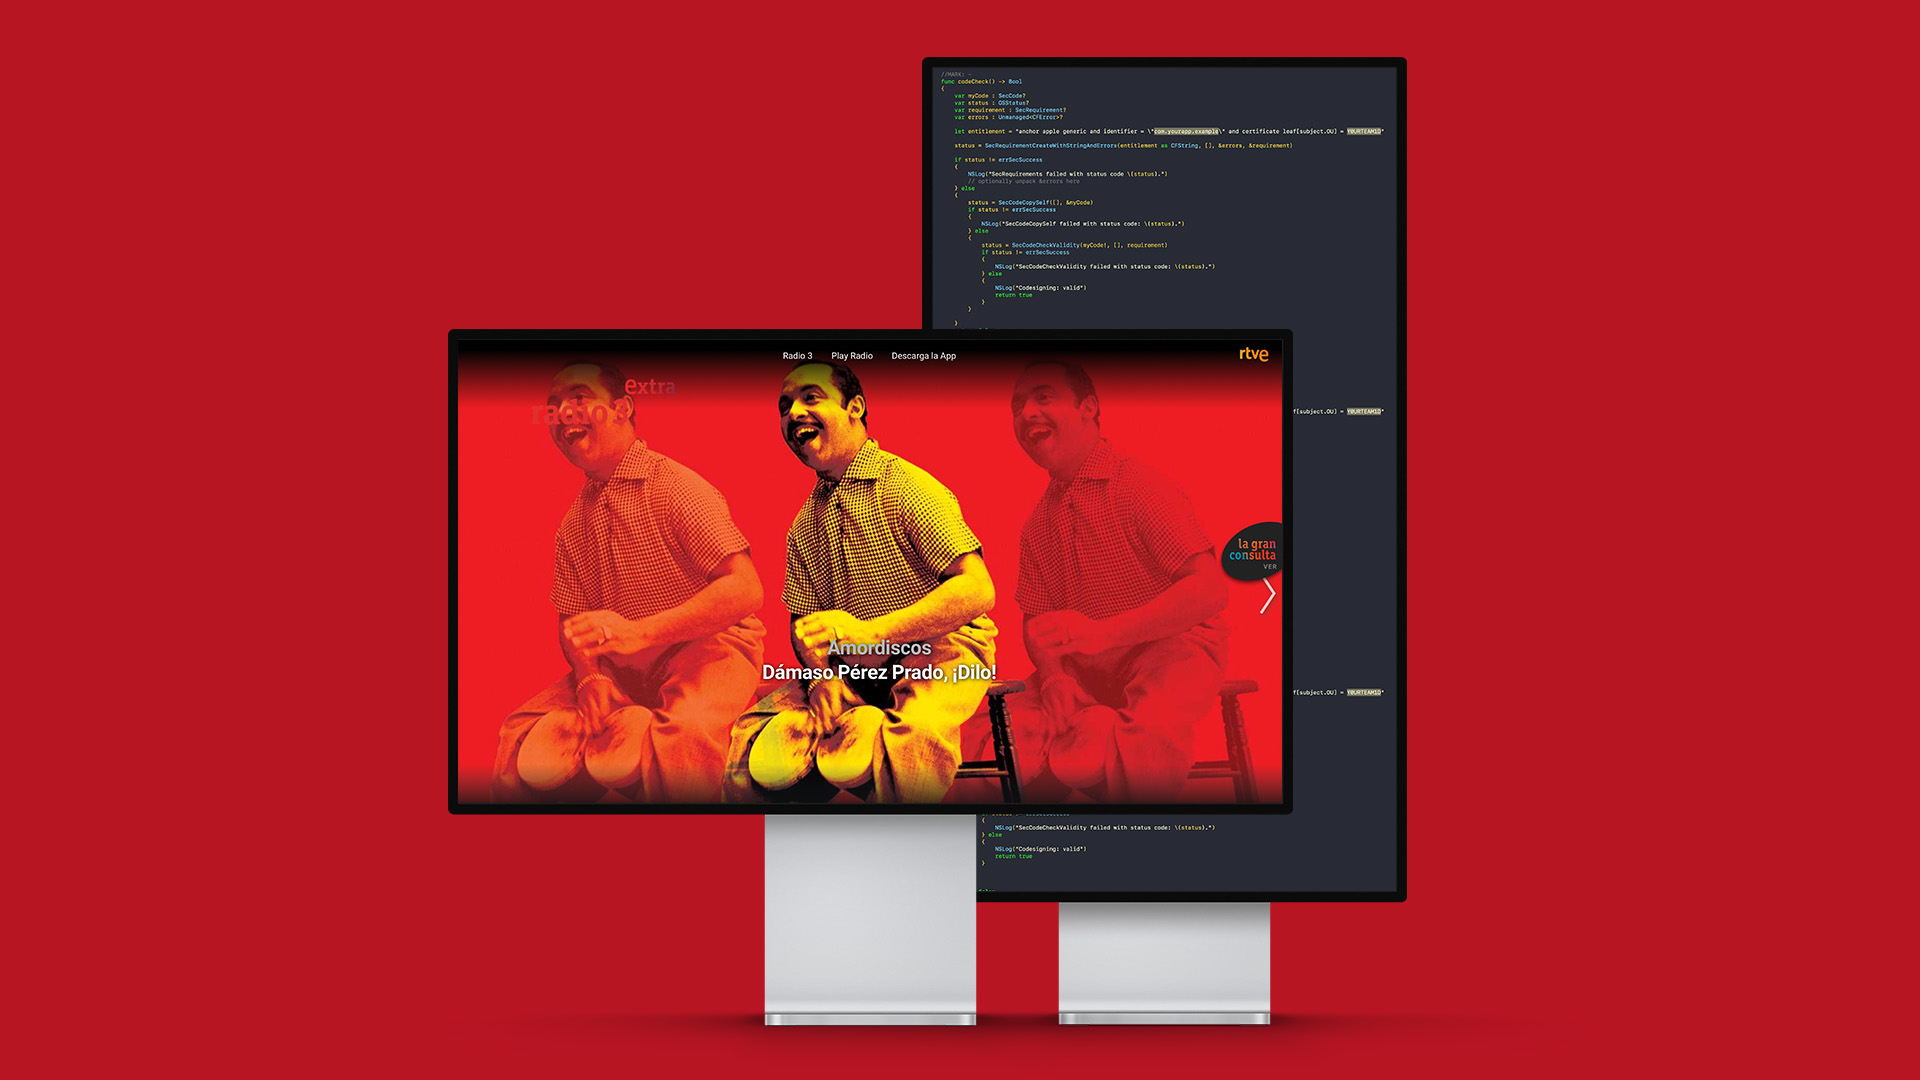 //MARK: -
func codeCheck() -> Bool
{
var myCode : SecCode?
var status : OSStatus?
var requirement : SecRequirement?
var errors : Unmanaged<CFError>?
let entitlement = "anchor apple generic and identifier = \"com.yourapp.example\" and certificate leaf[subject.OU] = YOURTEAMID"
status = SecRequirementCreateWithStringAndErrors(entitlement as CFString, [], &errors, &requirement)
if status != errSecSuccess
{
NSLog("SecRequirements failed with status code \(status).")
// optionally unpack &errors here
} else
{
status = SecCodeCopySelf([], &myCode)
if status != errSecSuccess
{
NSLog("SecCodeCopySelf failed with status code: \(status).")
} else
{
status = SecCodeCheckValidity(myCode!, [], requirement)
if status != errSecSuccess
{
NSLog("SecCodeCheckValidity failed with status code: \(status).")
} else
{
NSLog("Codesigning: valid")
return true
}
}
}
Radio 3 Play Radio Descarga la App
rtve
extra
radio3
f[subject.OU] = YOURTEAMID"
la gran
consulta
VER
Amordiscos
Dámaso Pérez Prado, ¡Dilo!
f[subject.OU] = YOURTEAMID"
{
NSLog("SecCodeCheckValidity failed with status code: \(status).")
} else
{
NSLog("Codesigning: valid")
return true
}